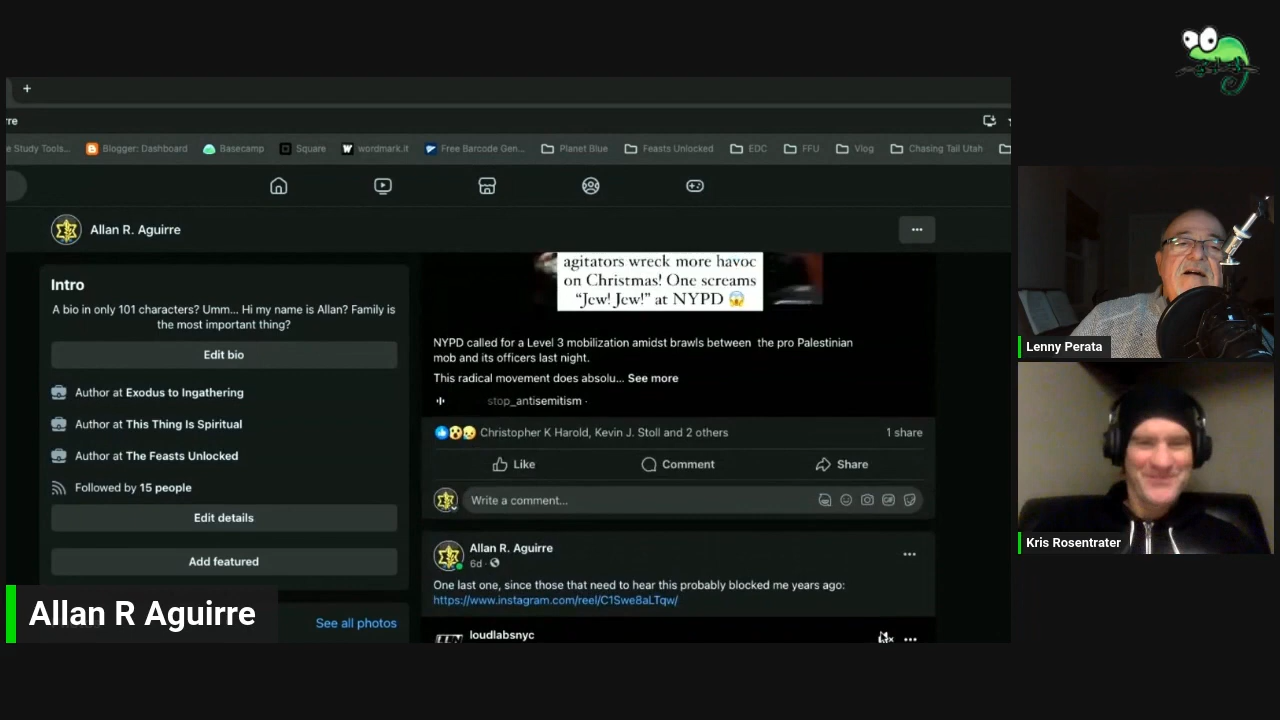 +
rre
e Study Tools...
Blogger: Dashboard
Basecamp
Square
wordmark.it
Free Barcode Gen...
Planet Blue
Feasts Unlocked
EDC
FFU
Vlog
Chasing Tail Utah
Allan R. Aguirre
...
Intro
A bio in only 101 characters? Umm... Hi my name is Allan? Family is
the most important thing?
Edit bio
Author at Exodus to Ingathering
Author at This Thing Is Spiritual
Author at The Feasts Unlocked
Followed by 15 people
Edit details
Add featured
See all photos
agitators wreck more havoc
on Christmas! One screams
“Jew! Jew!” at NYPD 😱
NYPD called for a Level 3 mobilization amidst brawls between the pro Palestinian
mob and its officers last night.
This radical movement does absolu... See more
stop_antisemitism ·
Christopher K Harold, Kevin J. Stoll and 2 others
1 share
Like
Comment
Share
Write a comment...
GIF
Allan R. Aguirre
...
6d ·
One last one, since those that need to hear this probably blocked me years ago:
https://www.instagram.com/reel/C1Swe8aLTqw/
loudlabsnyc
...
Allan R Aguirre
Lenny Perata
Kris Rosentrater